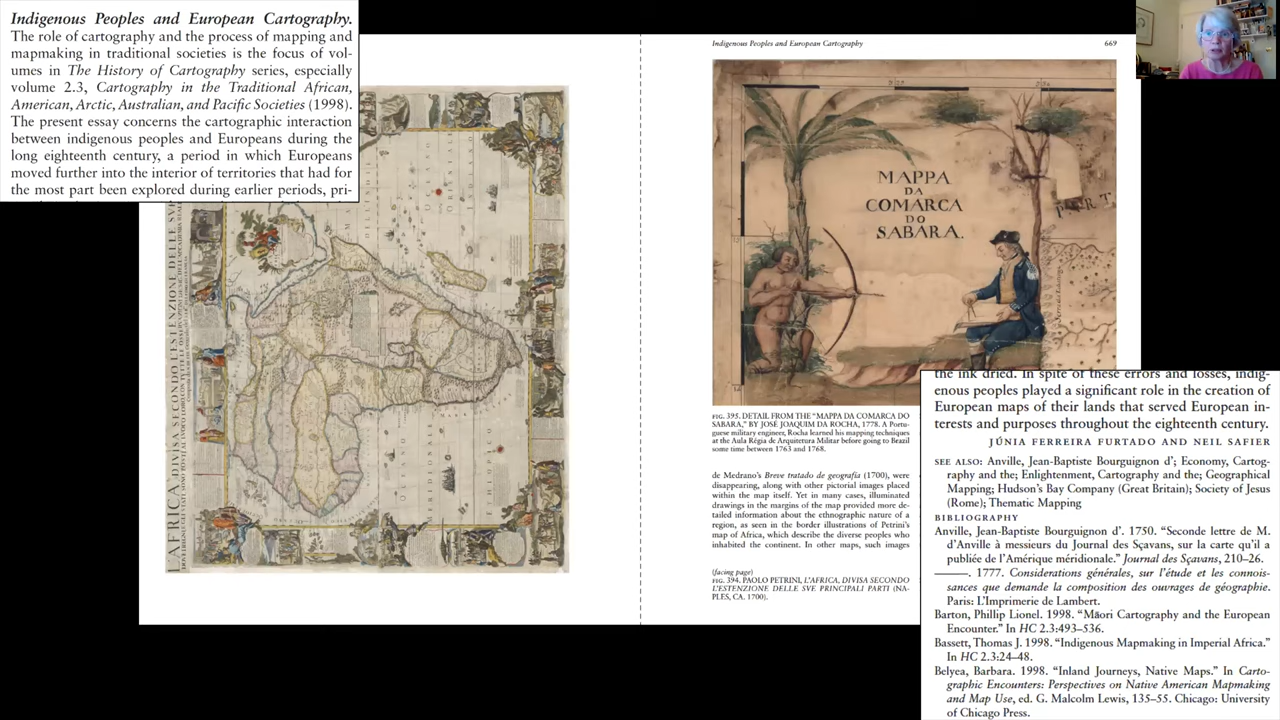 Indigenous Peoples and European Cartography.
The role of cartography and the process of mapping and
mapmaking in traditional societies is the focus of vol-
umes in The History of Cartography series, especially
volume 2.3, Cartography in the Traditional African,
American, Arctic, Australian, and Pacific Societies (1998).
The present essay concerns the cartographic interaction
between indigenous peoples and Europeans during the
long eighteenth century, a period in which Europeans
moved further into the interior of territories that had for
the most part been explored during earlier periods, pri-
L'AFRICA DIVISA SECONDO L'ESTENZIONE DELLE SVE
Indigenous Peoples and European Cartography
669
MAPPA
DA
COMARCA
DO
SABARA.
PART
FIG. 395. DETAIL FROM THE "MAPPA DA COMARCA DO
SABARA," BY JOSÉ JOAQUIM DA ROCHA, 1778. A Portu-
guese military engineer, Rocha learned his mapping techniques
at the Aula Régia de Arquitetura Militar before going to Brazil
some time between 1763 and 1768.
de Medrano's Breve tratado de geografia (1700), were
disappearing, along with other pictorial images placed
within the map itself. Yet in many cases, illuminated
drawings in the margins of the map provided more de-
tailed information about the ethnographic nature of a
region, as seen in the border illustrations of Petrini's
map of Africa, which describe the diverse peoples who
inhabited the continent. In other maps, such images
(facing page)
FIG. 394. PAOLO PETRINI, L'AFRICA, DIVISA SECONDO
L'ESTENZIONE DELLE SVE PRINCIPALI PARTI (NA-
PLES, CA. 1700).
the ink dried. In spite of these errors and losses, indig-
enous peoples played a significant role in the creation of
European maps of their lands that served European in-
terests and purposes throughout the eighteenth century.
JÚNIA FERREIRA FURTADO AND NEIL SAFIER
SEE ALSO: Anville, Jean-Baptiste Bourguignon d'; Economy, Cartog-
raphy and the; Enlightenment, Cartography and the; Geographical
Mapping; Hudson's Bay Company (Great Britain); Society of Jesus
(Rome); Thematic Mapping
BIBLIOGRAPHY
Anville, Jean-Baptiste Bourguignon d'. 1750. "Seconde lettre de M.
d'Anville à messieurs du Journal des Sçavans, sur la carte qu'il a
publiée de l'Amérique méridionale." Journal des Sçavans, 210–26.
———. 1777. Considérations générales, sur l'étude et les connois-
sances que demande la composition des ouvrages de géographie.
Paris: L'Imprimerie de Lambert.
Barton, Phillip Lionel. 1998. "Māori Cartography and the European
Encounter." In HC 2.3:493–536.
Bassett, Thomas J. 1998. "Indigenous Mapmaking in Imperial Africa."
In HC 2.3:24–48.
Belyea, Barbara. 1998. "Inland Journeys, Native Maps." In Carto-
graphic Encounters: Perspectives on Native American Mapmaking
and Map Use, ed. G. Malcolm Lewis, 135–55. Chicago: University
of Chicago Press.